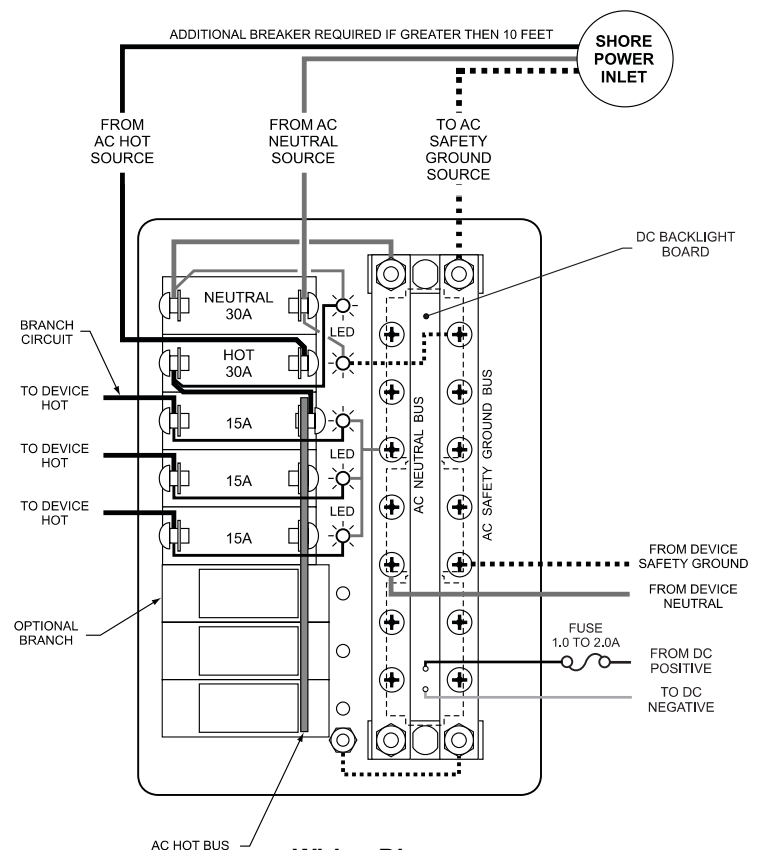 ADDITIONAL BREAKER REQUIRED IF GREATER THEN 10 FEET
SHORE
POWER
INLET
FROM
AC HOT
SOURCE
FROM AC
NEUTRAL
SOURCE
TO AC
SAFETY
GROUND
SOURCE
DC BACKLIGHT
BOARD
NEUTRAL
30A
LED
BRANCH
CIRCUIT
HOT
30A
TO DEVICE
HOT
15A
LED
TO DEVICE
HOT
15A
LED
TO DEVICE
HOT
15A
AC NEUTRAL BUS
AC SAFETY GROUND BUS
FROM DEVICE
SAFETY GROUND
FROM DEVICE
NEUTRAL
OPTIONAL
BRANCH
FUSE
1.0 TO 2.0A
FROM DC
POSITIVE
TO DC
NEGATIVE
AC HOT BUS